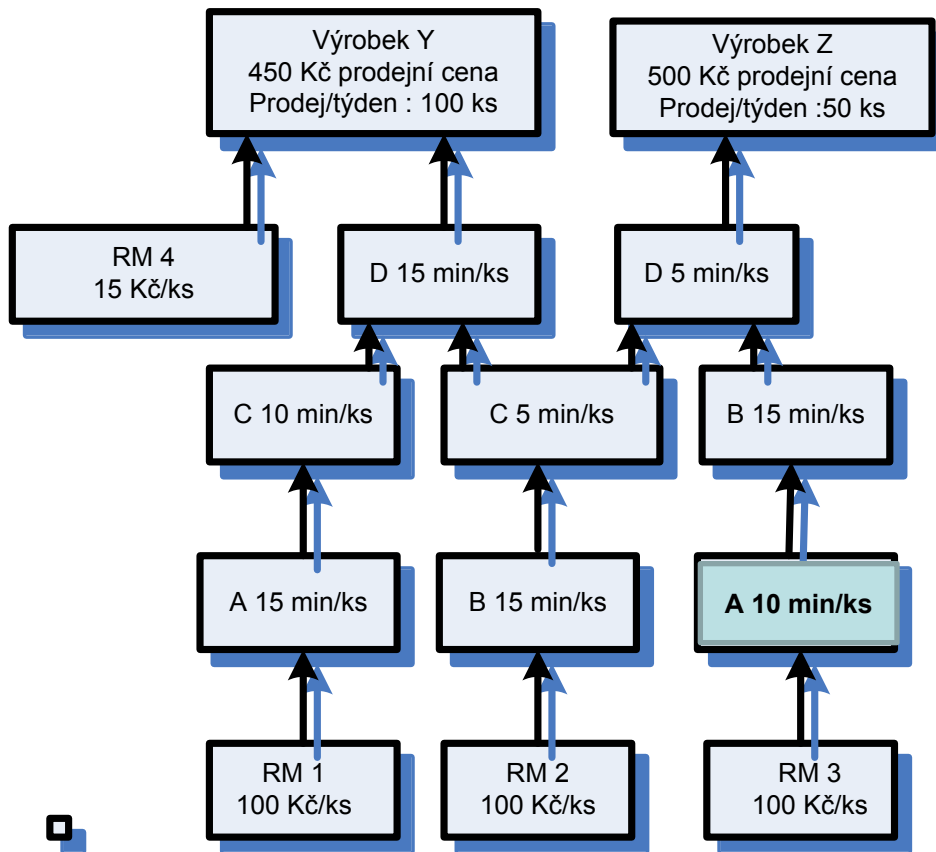 Výrobek Y
450 Kč prodejní cena
Prodej/týden : 100 ks
Výrobek Z
500 Kč prodejní cena
Prodej/týden :50 ks
RM 4
15 Kč/ks
D 15 min/ks
D 5 min/ks
C 10 min/ks
C 5 min/ks
B 15 min/ks
A 15 min/ks
B 15 min/ks
A 10 min/ks
RM 1
100 Kč/ks
RM 2
100 Kč/ks
RM 3
100 Kč/ks